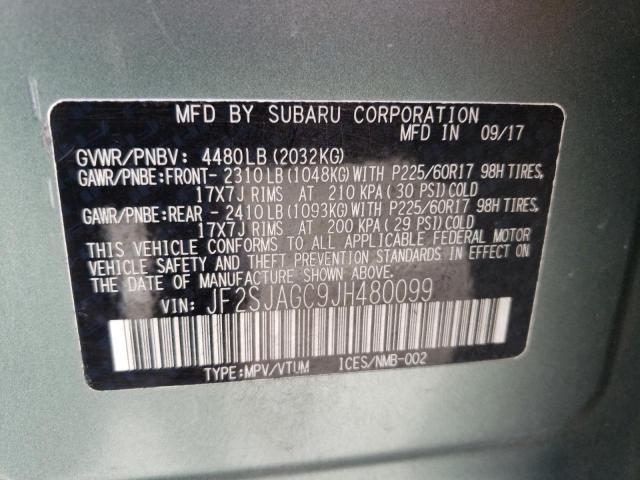 MFD BY SUBARU CORPORATION
MFD IN 09/17
GVWR/PNBV: 4480LB (2032KG)
GAWR/PNBE:FRONT- 2310LB (1048KG) WITH P225/60R17 98H TIRES,
17X7J RIMS AT 210 KPA (30 PSI) COLD
GAWR/PNBE:REAR - 2410LB (1093KG) WITH P225/60R17 98H TIRES,
17X7J RIMS AT 200 KPA (29 PSI) COLD
THIS VEHICLE CONFORMS TO ALL APPLICABLE FEDERAL MOTOR
VEHICLE SAFETY AND THEFT PREVENTION STANDARDS IN EFFECT ON
THE DATE OF MANUFACTURE SHOWN ABOVE.
VIN: JF2SJAGC9JH480099
TYPE:MPV/VTUM ICES/NMB-002